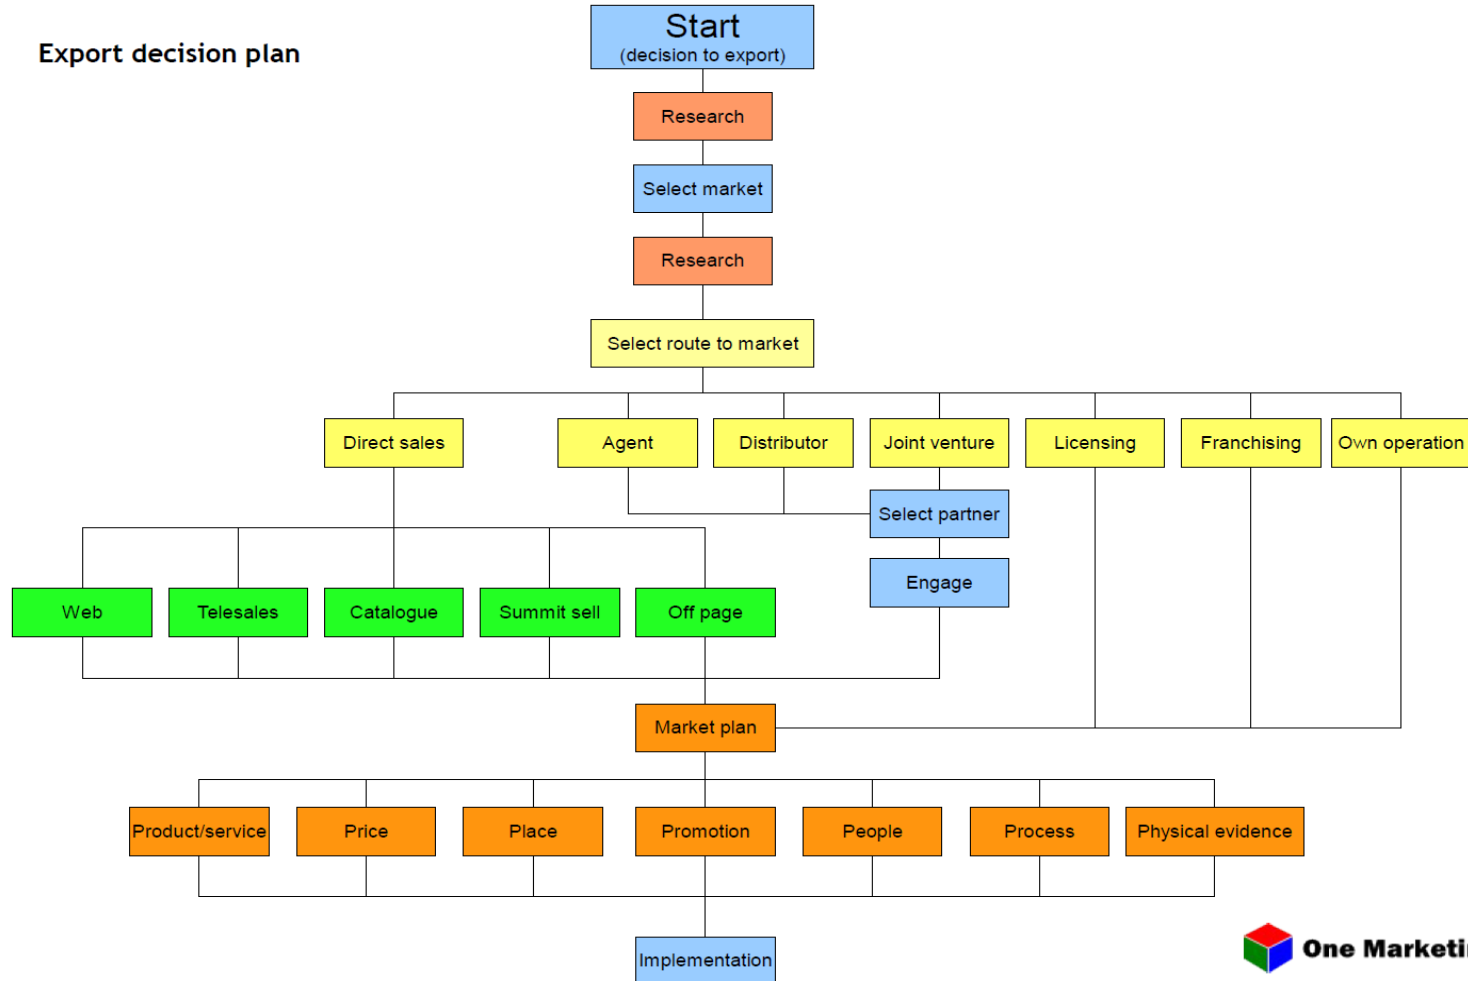 Export decision plan
Start
(decision to export)
Research
Select market
Research
Select route to market
Direct sales
Agent
Distributor
Joint venture
Licensing
Franchising
Own operation
Select partner
Engage
Web
Telesales
Catalogue
Summit sell
Off page
Market plan
Product/service
Price
Place
Promotion
People
Process
Physical evidence
Implementation
One